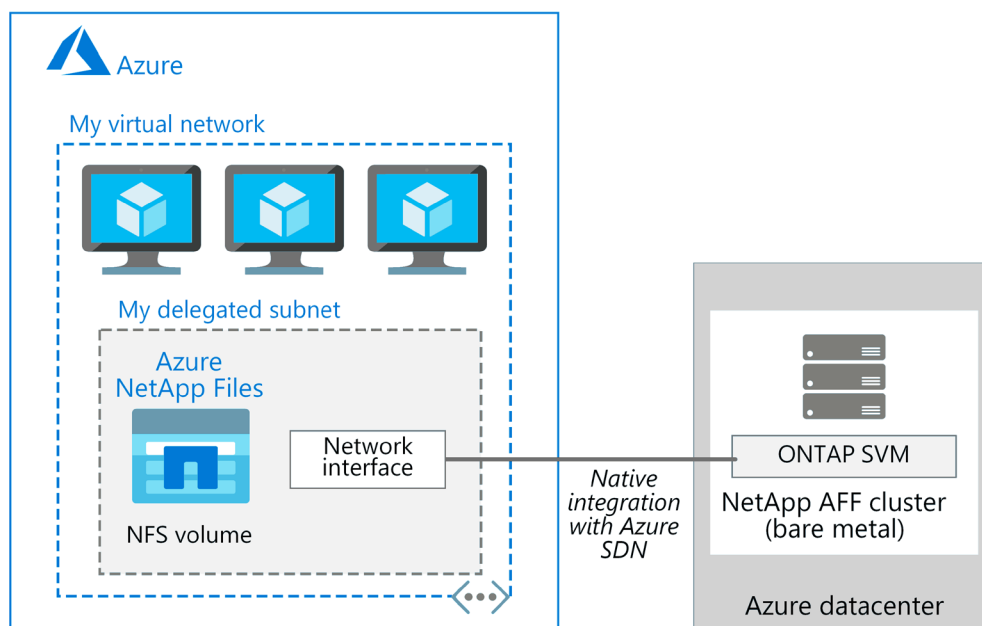 Azure
My virtual network
My delegated subnet
Azure
NetApp Files
Network
interface
NFS volume
Native
integration
with Azure
SDN
ONTAP SVM
NetApp AFF cluster
(bare metal)
Azure datacenter